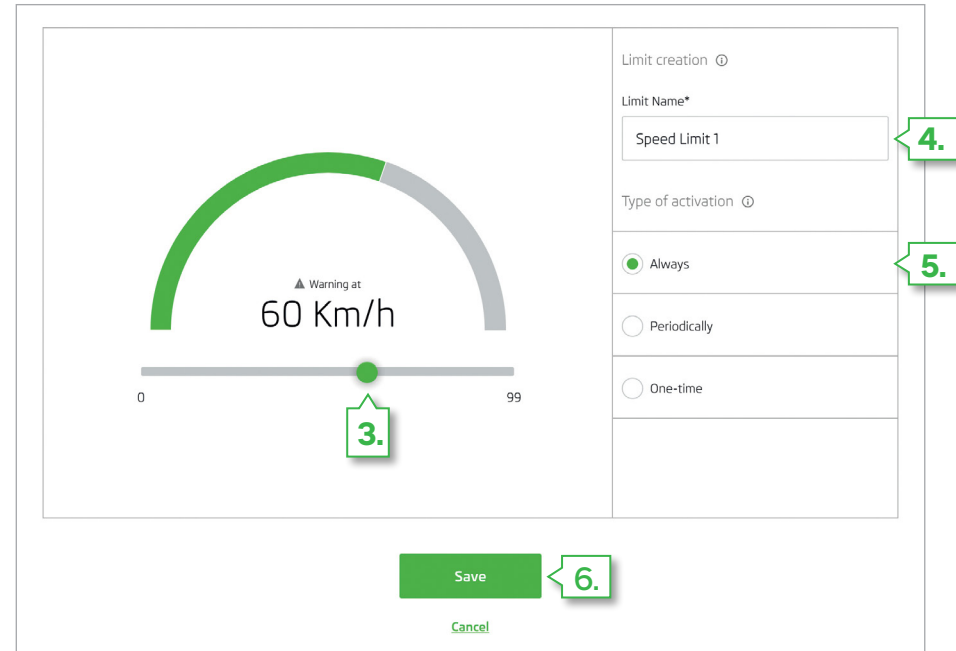 Limit creation
Limit Name*
Speed Limit 1
4.
Type of activation
Always
5.
Periodically
One-time
Warning at
60 Km/h
0
99
3.
Save
6.
Cancel